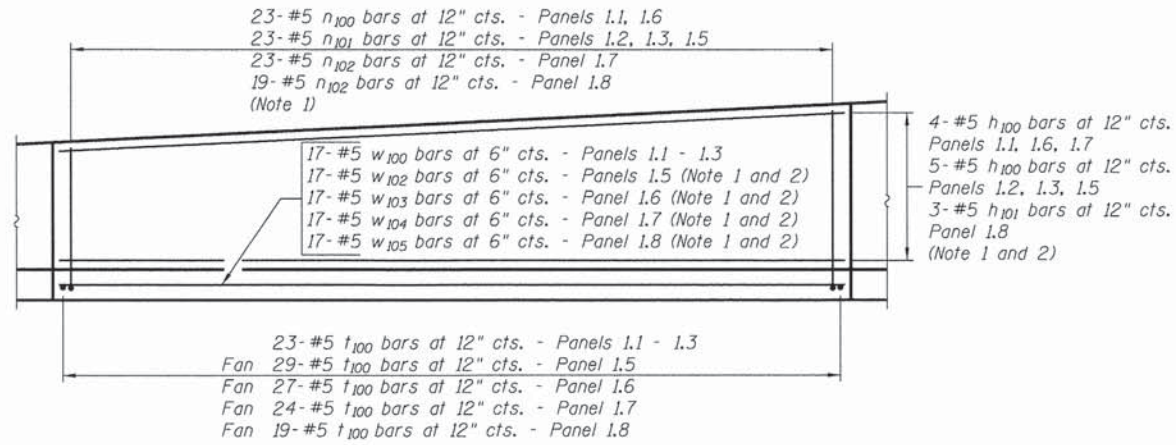 23-#5 n100 bars at 12" cts. - Panels 1.1, 1.6
23-#5 n101 bars at 12" cts. - Panels 1.2, 1.3, 1.5
23-#5 n102 bars at 12" cts. - Panel 1.7
19-#5 n102 bars at 12" cts. - Panel 1.8
(Note 1)
17-#5 w100 bars at 6" cts. - Panels 1.1 - 1.3
17-#5 w102 bars at 6" cts. - Panels 1.5 (Note 1 and 2)
17-#5 w103 bars at 6" cts. - Panel 1.6 (Note 1 and 2)
17-#5 w104 bars at 6" cts. - Panel 1.7 (Note 1 and 2)
17-#5 w105 bars at 6" cts. - Panel 1.8 (Note 1 and 2)
4-#5 h100 bars at 12" cts.
Panels 1.1, 1.6, 1.7
5-#5 h100 bars at 12" cts.
Panels 1.2, 1.3, 1.5
3-#5 h101 bars at 12" cts.
Panel 1.8
(Note 1 and 2)
23-#5 t100 bars at 12" cts. - Panels 1.1 - 1.3
Fan 29-#5 t100 bars at 12" cts. - Panel 1.5
Fan 27-#5 t100 bars at 12" cts. - Panel 1.6
Fan 24-#5 t100 bars at 12" cts. - Panel 1.7
Fan 19-#5 t100 bars at 12" cts. - Panel 1.8